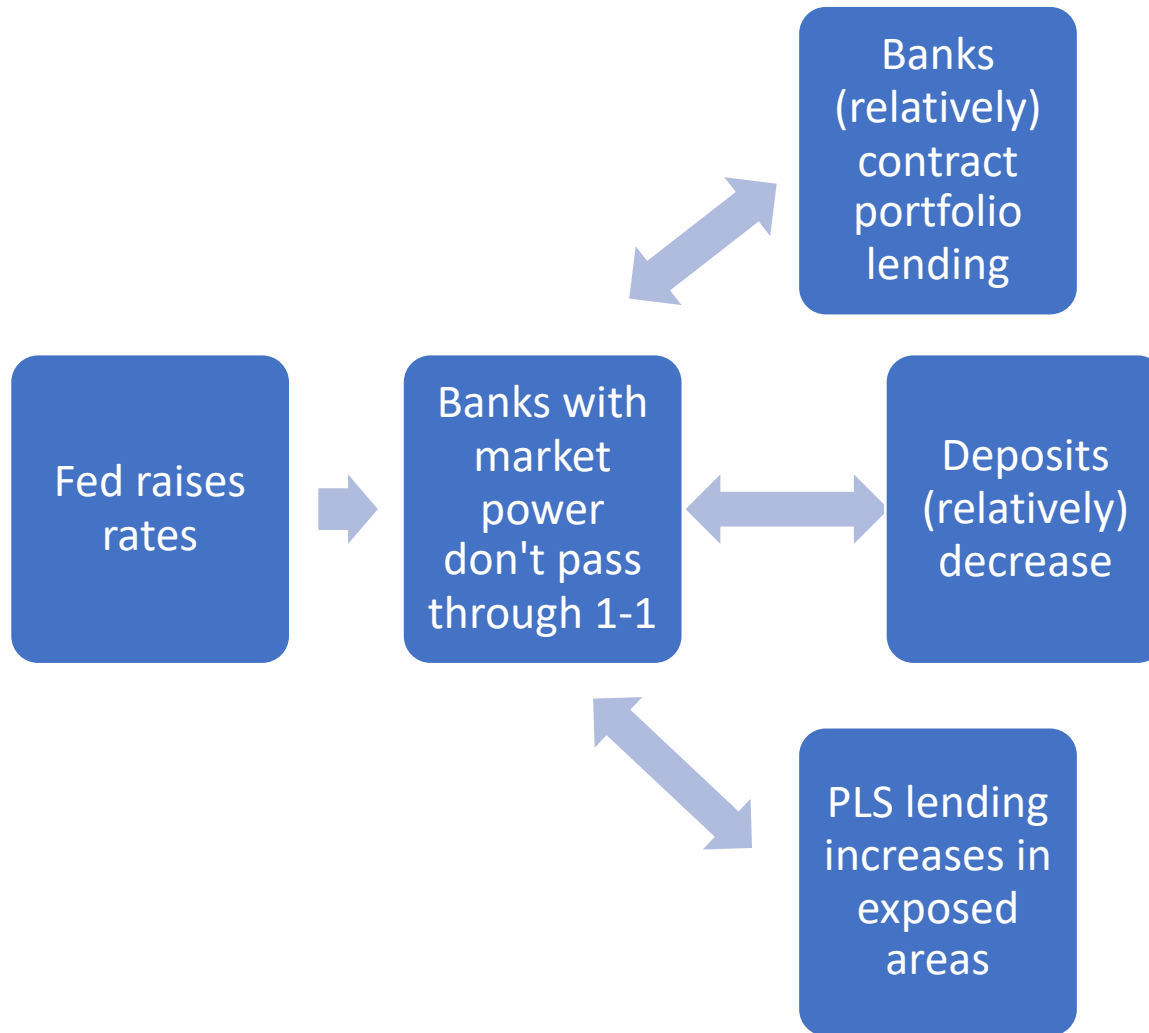 Fed raises
rates
Banks with
market
power
don't pass
through 1-1
Banks
(relatively)
contract
portfolio
lending
Deposits
(relatively)
decrease
PLS lending
increases in
exposed
areas